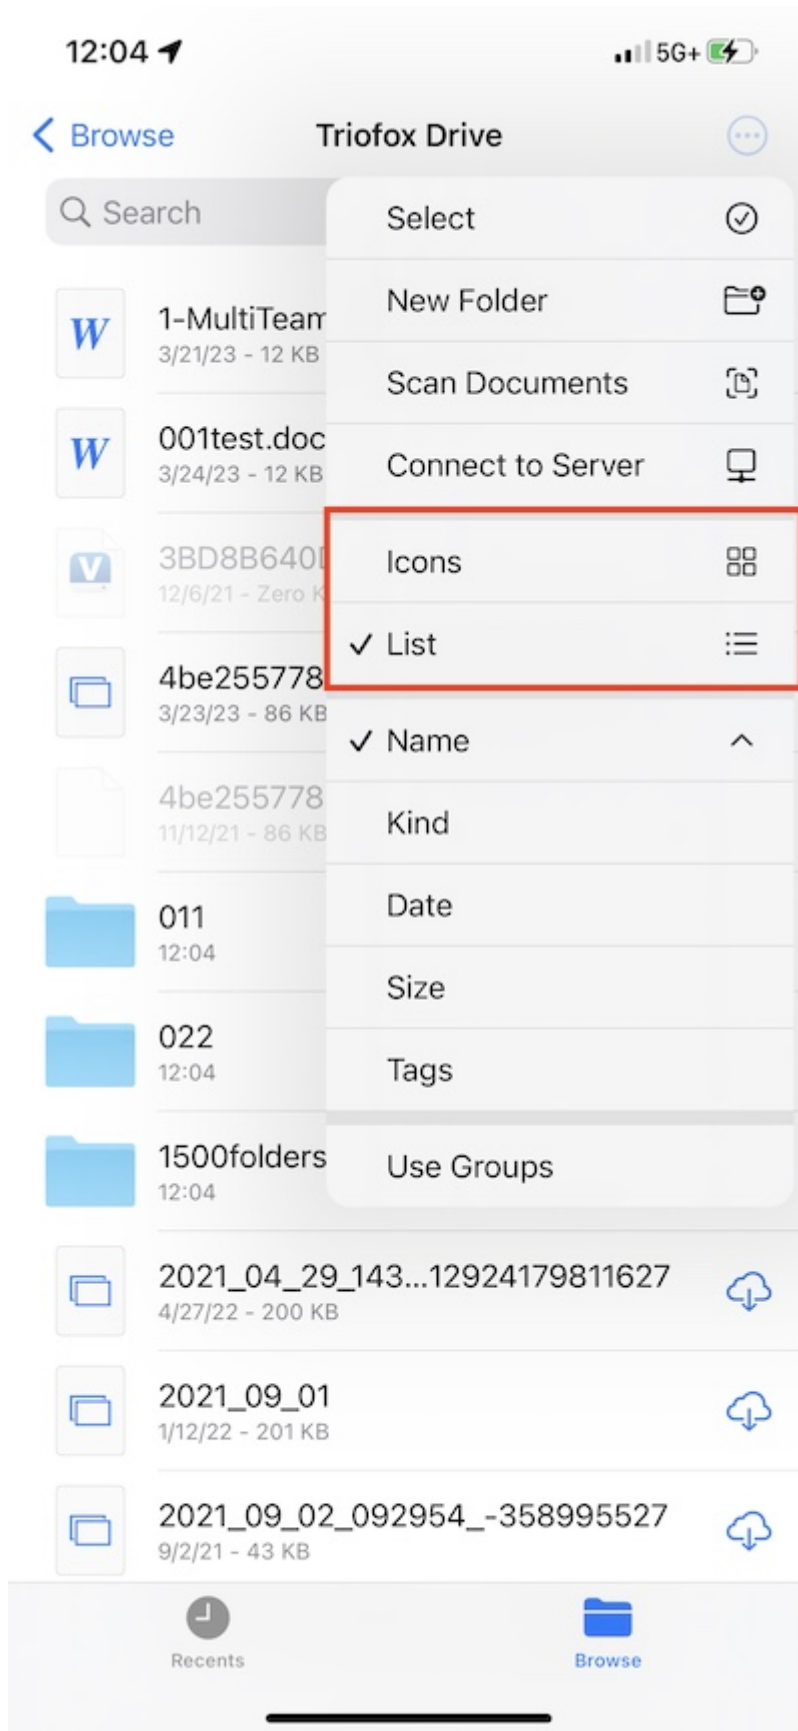 12:04
5G+
Browse
Triofox Drive
Search
Select
New Folder
Scan Documents
Connect to Server
Icons
List
Name
Kind
Date
Size
Tags
Use Groups
W
1-MultiTeam
3/21/23 - 12 KB
W
001test.doc
3/24/23 - 12 KB
V
3BD8B640
12/6/21 - Zero K
4be255778
3/23/23 - 86 KB
4be255778
11/12/21 - 86 KB
011
12:04
022
12:04
1500folders
12:04
2021_04_29_143...12924179811627
4/27/22 - 200 KB
2021_09_01
1/12/22 - 201 KB
2021_09_02_092954_-358995527
9/2/21 - 43 KB
Recents
Browse